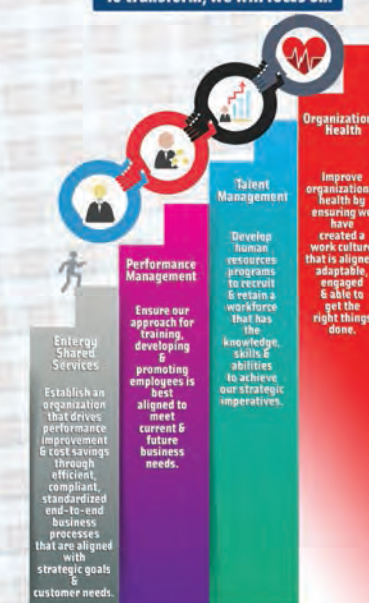 To transform, we will focus on:
Entergy
Shared
Services
Establish an
organization
that drives
performance
improvement
& cost savings
through
efficient,
compliant,
standardized
end-to-end
business
processes
that are aligned
with
strategic goals
&
customer needs.
Performance
Management
Ensure our
approach for
training,
developing
&
promoting
employees is
best
aligned to
meet
current &
future
business
needs.
Talent
Management
Develop
human
resources
programs
to recruit
& retain a
workforce
that has
the
knowledge,
skills &
abilities
to achieve
our strategic
imperatives.
Organization
Health
Improve
organization
health by
ensuring we
have
created a
work culture
that is aligne
adaptable,
engaged
& able to
get the
right things
done.